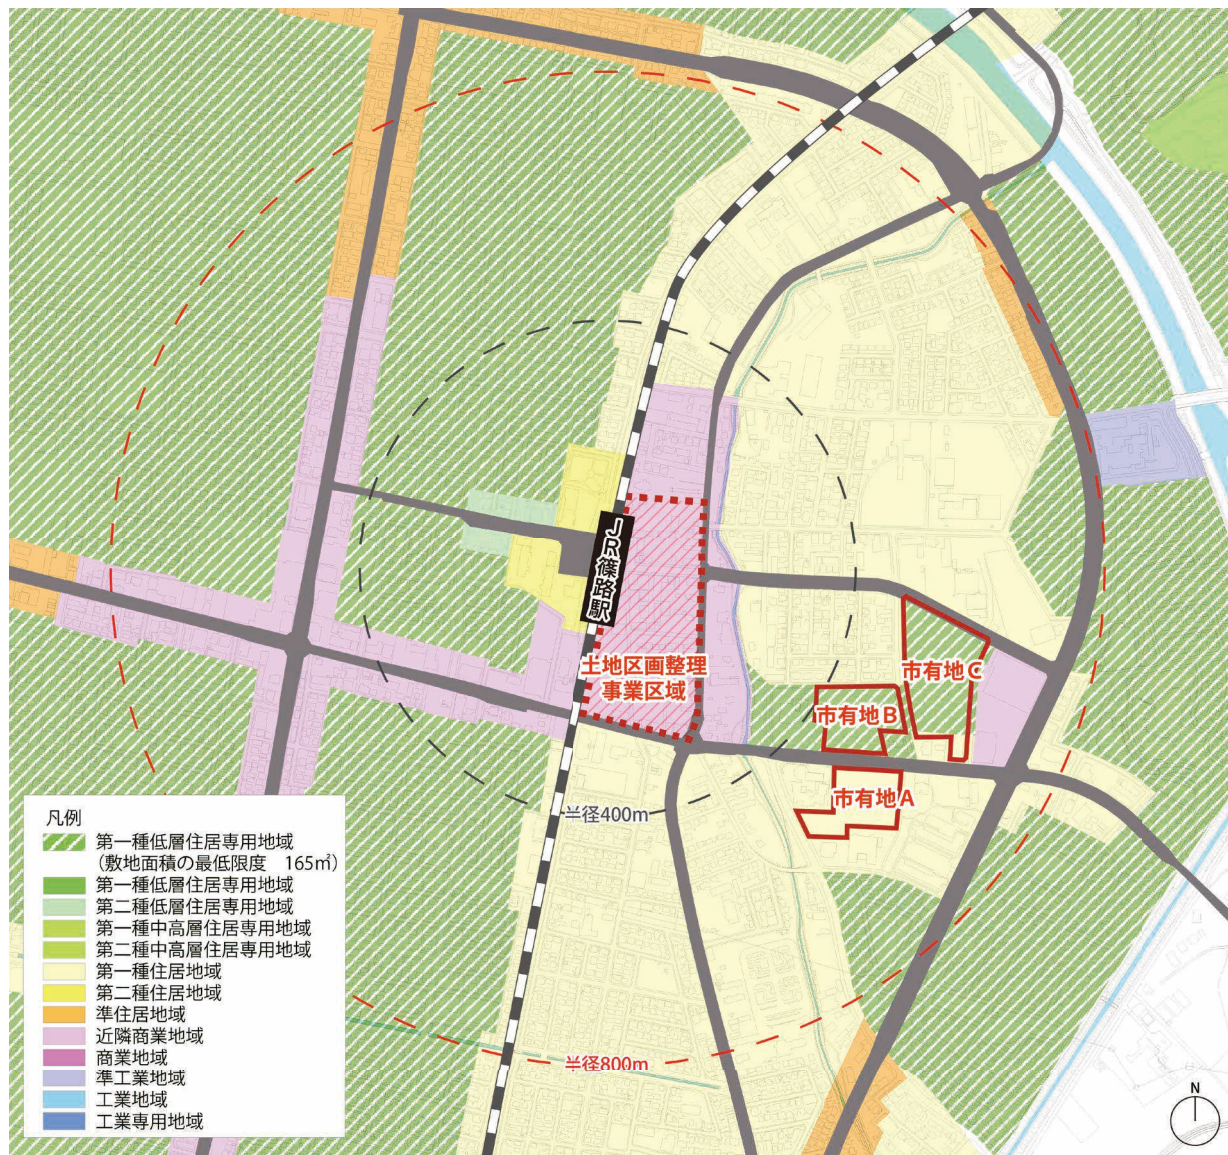 JR篠路駅
土地区画整理
事業区域
市有地C
市有地B
市有地A
半径400m
半径800m
凡例
第一種低層住居専用地域
(敷地面積の最低限度 165㎡)
第一種低層住居専用地域
第二種低層住居専用地域
第一種中高層住居専用地域
第二種中高層住居専用地域
第一種住居地域
第二種住居地域
準住居地域
近隣商業地域
商業地域
準工業地域
工業地域
工業専用地域
N